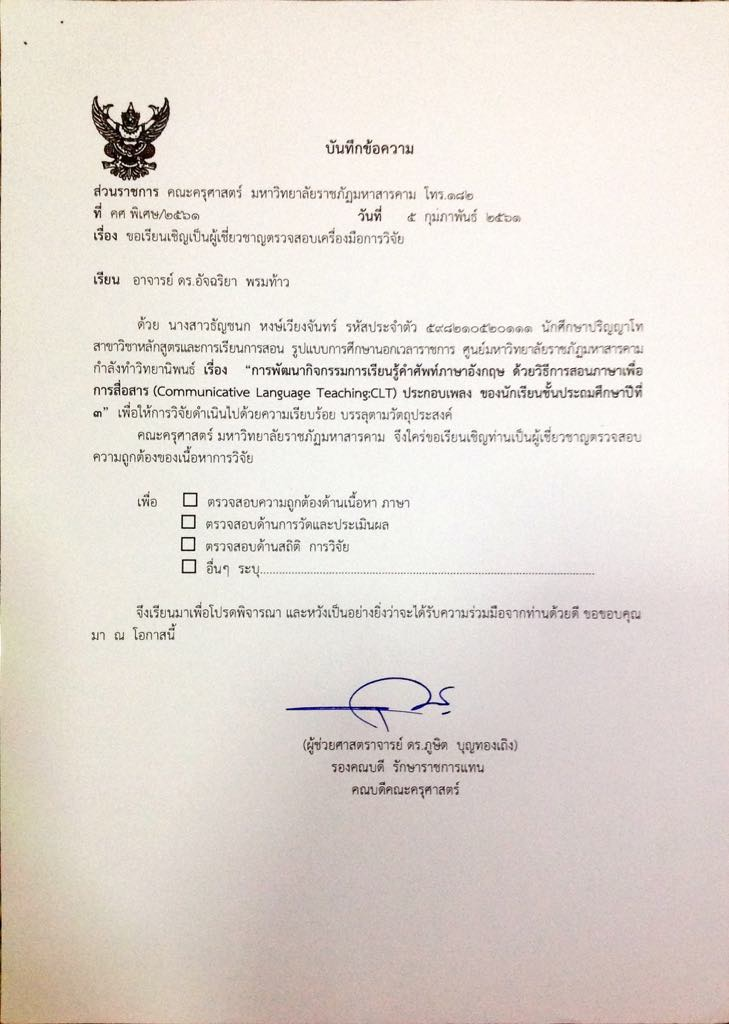 บันทึกข้อความ
ส่วนราชการ คณะครุศาสตร์ มหาวิทยาลัยราชภัฏมหาสารคาม โทร.๑๘๒
ที่ คศ พิเศษ/๒๕๖๑ วันที่ ๕ กุมภาพันธ์ ๒๕๖๑
เรื่อง ขอเรียนเชิญเป็นผู้เชี่ยวชาญตรวจสอบเครื่องมือการวิจัย
เรียน อาจารย์ ดร.อัจฉริยา พรมท้าว
ด้วย นางสาวธัญชนก หงษ์เวียงจันทร์ รหัสประจำตัว ๕๙๘๒๑๐๕๒๐๑๑๑ นักศึกษาปริญญาโท
สาขาวิชาหลักสูตรและการเรียนการสอน รูปแบบการศึกษานอกเวลาราชการ ศูนย์มหาวิทยาลัยราชภัฏมหาสารคาม
กำลังทำวิทยานิพนธ์ เรื่อง "การพัฒนากิจกรรมการเรียนรู้คำศัพท์ภาษาอังกฤษ ด้วยวิธีการสอนภาษาเพื่อ
การสื่อสาร (Communicative Language Teaching:CLT) ประกอบเพลง ของนักเรียนชั้นประถมศึกษาปีที่
๓" เพื่อให้การวิจัยดำเนินไปด้วยความเรียบร้อย บรรลุตามวัตถุประสงค์
คณะครุศาสตร์ มหาวิทยาลัยราชภัฏมหาสารคาม จึงใคร่ขอเรียนเชิญท่านเป็นผู้เชี่ยวชาญตรวจสอบ
ความถูกต้องของเนื้อหาการวิจัย
เพื่อ ☐ ตรวจสอบความถูกต้องด้านเนื้อหา ภาษา
☐ ตรวจสอบด้านการวัดและประเมินผล
☐ ตรวจสอบด้านสถิติ การวิจัย
☐ อื่นๆ ระบุ..........................................................................................
จึงเรียนมาเพื่อโปรดพิจารณา และหวังเป็นอย่างยิ่งว่าจะได้รับความร่วมมือจากท่านด้วยดี ขอขอบคุณ
มา ณ โอกาสนี้
(ผู้ช่วยศาสตราจารย์ ดร.ภูษิต บุญทองเถิง)
รองคณบดี รักษาราชการแทน
คณบดีคณะครุศาสตร์